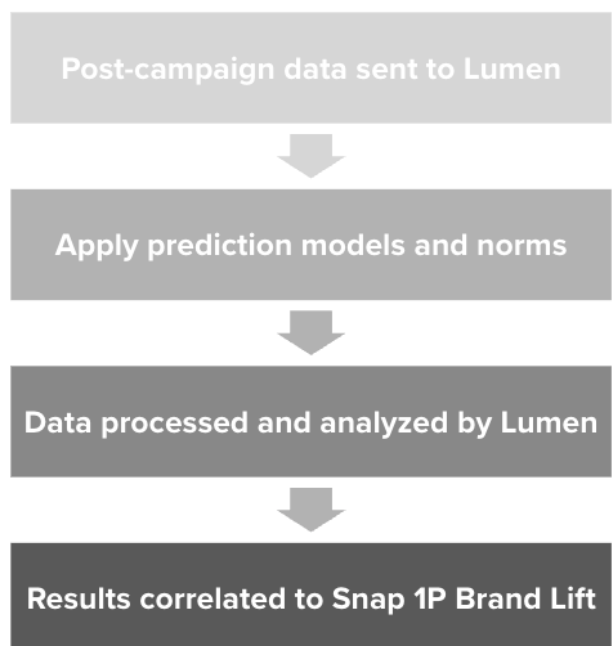 Post-campaign data sent to Lumen
Apply prediction models and norms
Data processed and analyzed by Lumen
Results correlated to Snap 1P Brand Lift